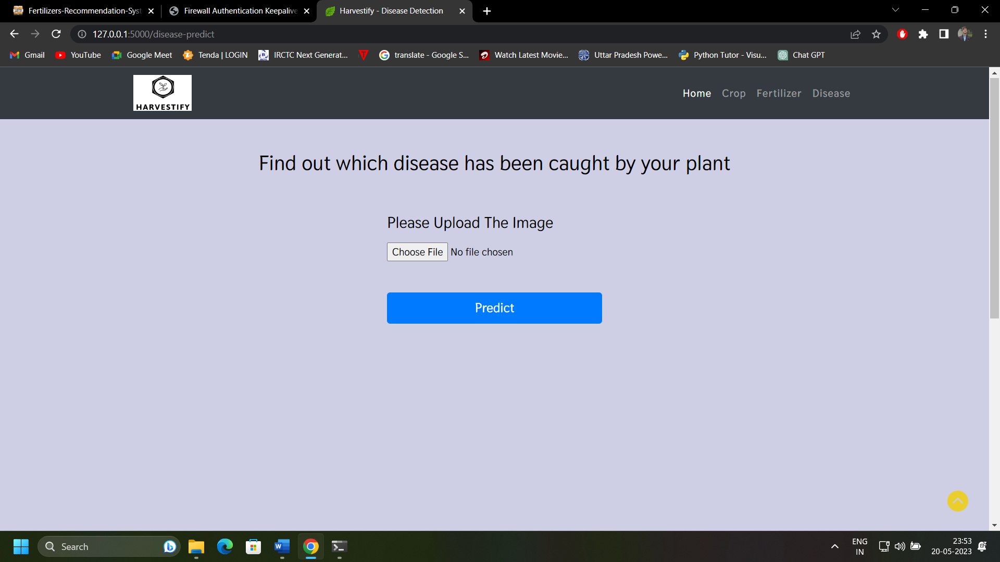 Fertilizers-Recommendation-Syst
Firewall Authentication Keepalive
Harvestify - Disease Detection
127.0.0.1:5000/disease-predict
Gmail
YouTube
Google Meet
Tenda | LOGIN
IRCTC Next Generat...
translate - Google S...
Watch Latest Movie...
Uttar Pradesh Powe...
Python Tutor - Visu...
Chat GPT
HARVESTIFY
Home Crop Fertilizer Disease
Find out which disease has been caught by your plant
Please Upload The Image
Choose File No file chosen
Predict
Search
ENG
IN
23:53
20-05-2023